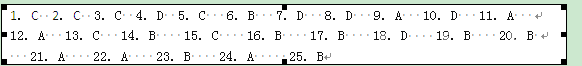 1. C 2. C 3. C 4. D 5. C 6. B 7. D 8. D 9. A 10. D 11. A
12. A 13. C 14. B 15. C 16. B 17. B 18. D 19. B 20. B
21. A 22. A 23. B 24. A 25. B